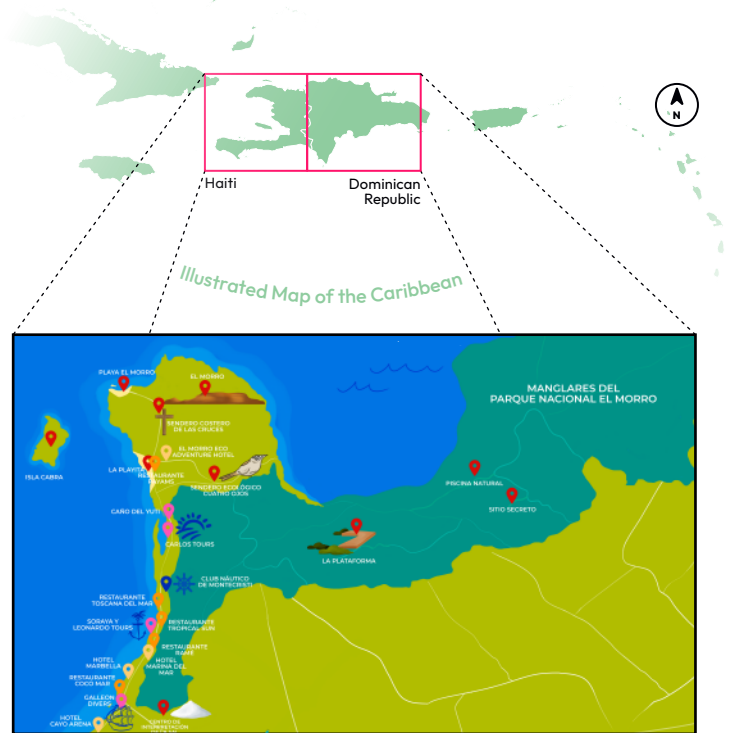 N
Haiti
Dominican
Republic
Illustrated Map of the Caribbean
PLAYA EL MORRO
EL MORRO
MANGLARES DEL
PARQUE NACIONAL EL MORRO
SENDERO COSTERO
DE LAS CRUCES
EL MORRO ECO
ADVENTURE HOTEL
LA PLAYITA
RESTAURANTE
ISLA CABRA
SENDERO ECOLÓGICO
CUATRO OJOS
PISCINA NATURAL
SITIO SECRETO
CAÑO DEL YUTI
CARLOS TOURS
LA PLATAFORMA
CLUB NÁUTICO
DE MONTECRISTI
RESTAURANTE
TOSCANA DEL MAR
SORAYA Y
LEONARDO TOURS
RESTAURANTE
TROPICAL SUN
RESTAURANTE
HOTEL
MARBELLA
HOTEL
MARINA DEL
MAR
RESTAURANTE
COCO MAR
GALLEON
DIVERS
HOTEL
CAYO ARENA
CENTRO DE
INTERPRETACIÓN